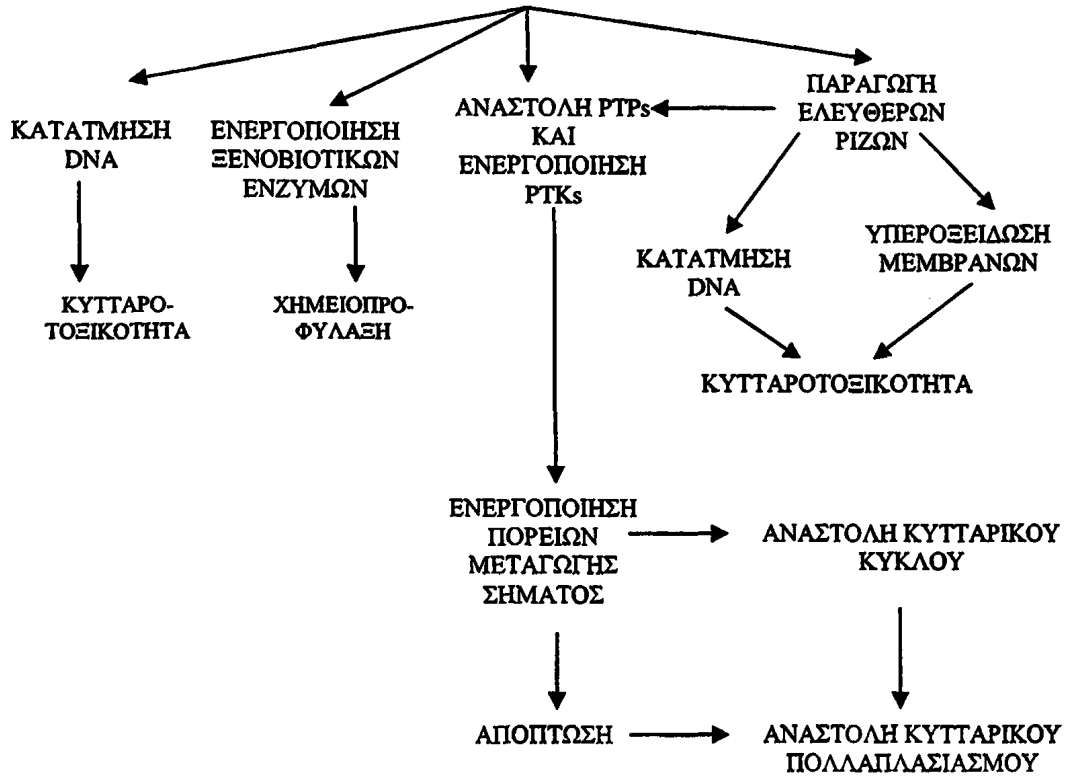 ΚΑΤΑΤΜΗΣΗ
DNA
ΚΥΤΤΑΡΟ-
ΤΟΞΙΚΟΤΗΤΑ
ΕΝΕΡΓΟΠΟΙΗΣΗ
ΞΕΝΟΒΙΟΤΙΚΩΝ
ΕΝΖΥΜΩΝ
ΧΗΜΕΙΟΠΡΟ-
ΦΥΛΑΞΗ
ΑΝΑΣΤΟΛΗ PTPs
ΚΑΙ
ΕΝΕΡΓΟΠΟΙΗΣΗ
PTKs
ΠΑΡΑΓΩΓΗ
ΕΛΕΥΘΕΡΩΝ
ΡΙΖΩΝ
ΚΑΤΑΤΜΗΣΗ
DNA
ΥΠΕΡΟΞΕΙΔΩΣΗ
ΜΕΜΒΡΑΝΩΝ
ΚΥΤΤΑΡΟΤΟΞΙΚΟΤΗΤΑ
ΕΝΕΡΓΟΠΟΙΗΣΗ
ΠΟΡΕΙΩΝ
ΜΕΤΑΓΩΓΗΣ
ΣΗΜΑΤΟΣ
ΑΝΑΣΤΟΛΗ ΚΥΤΤΑΡΙΚΟΥ
ΚΥΚΛΟΥ
ΑΠΟΠΤΩΣΗ
ΑΝΑΣΤΟΛΗ ΚΥΤΤΑΡΙΚΟΥ
ΠΟΛΛΑΠΛΑΣΙΑΣΜΟΥ